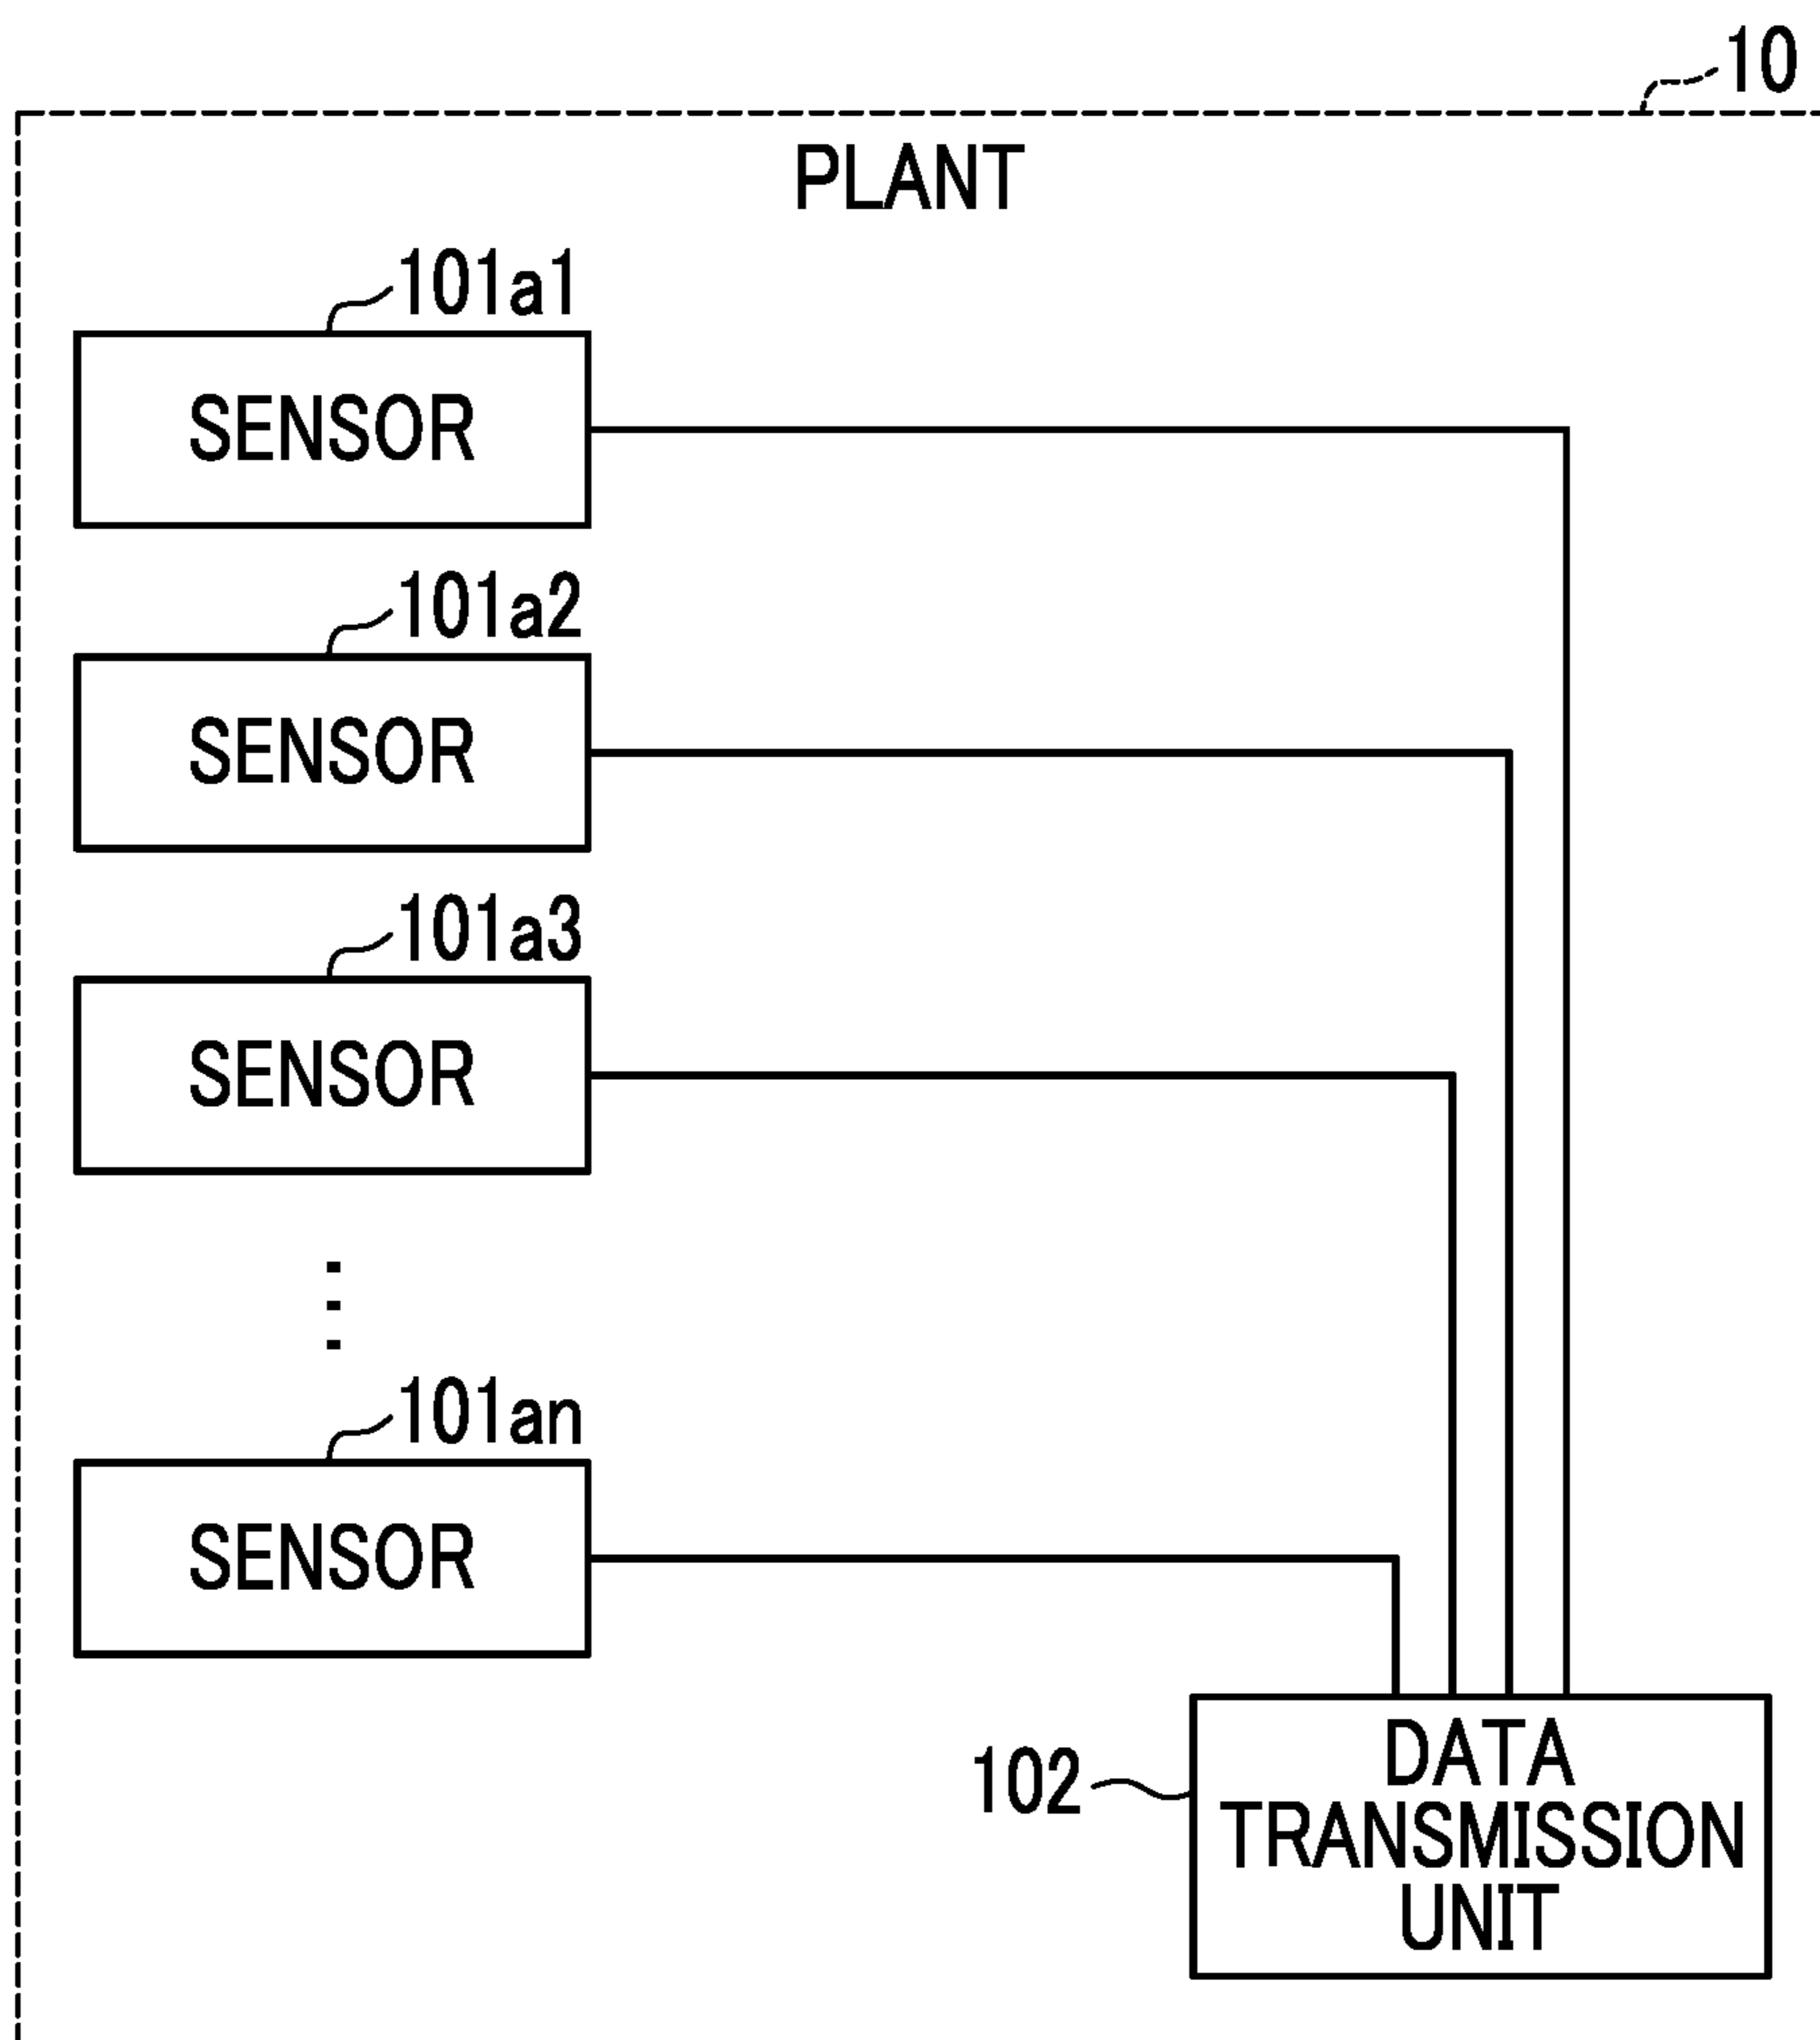 10
PLANT
101a1
SENSOR
101a2
SENSOR
101a3
SENSOR
101an
SENSOR
102
DATA
TRANSMISSION
UNIT